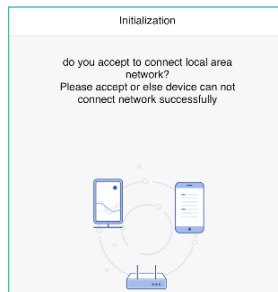 Initialization
do you accept to connect local area
network?
Please accept or else device can not
connect network successfully